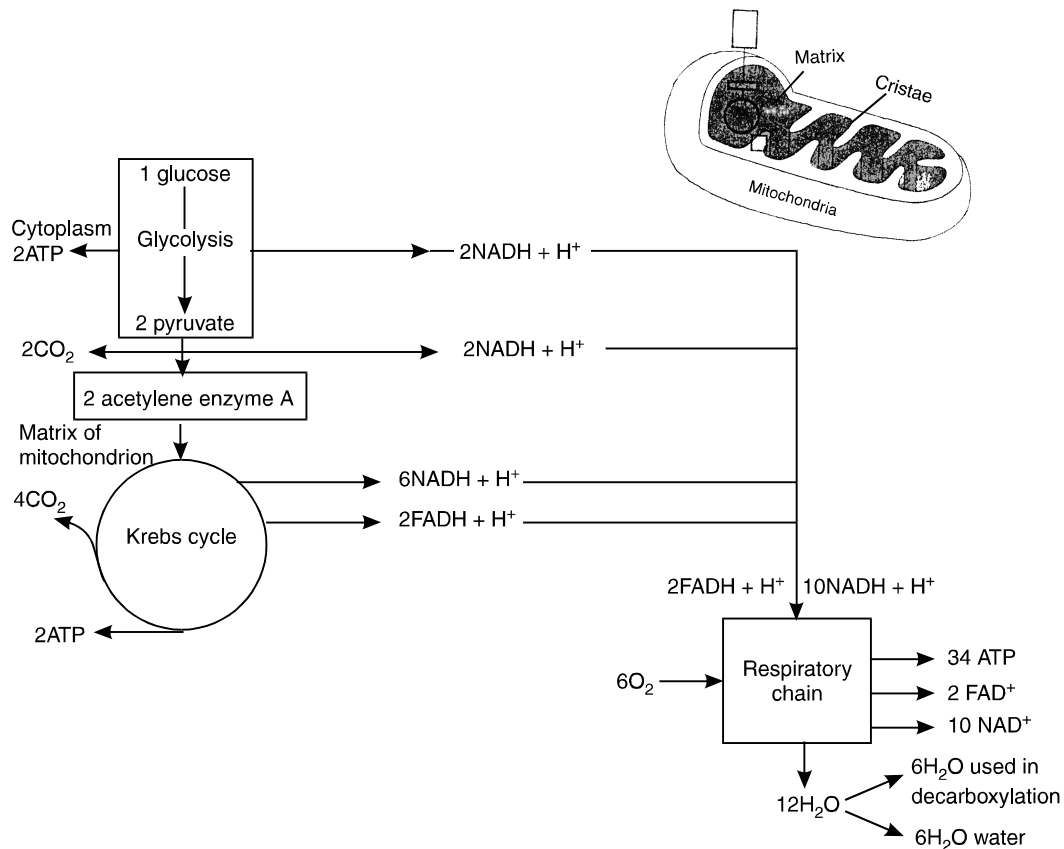 Matrix
Cristae
Mitochondria
1 glucose
Cytoplasm
2ATP
Glycolysis
2NADH + H⁺
2 pyruvate
2CO₂
2NADH + H⁺
2 acetylene enzyme A
Matrix of
mitochondrion
6NADH + H⁺
4CO₂
2FADH + H⁺
Krebs cycle
2FADH + H⁺
10NADH + H⁺
2ATP
6O₂
Respiratory
chain
34 ATP
2 FAD⁺
10 NAD⁺
12H₂O
6H₂O used in
decarboxylation
6H₂O water